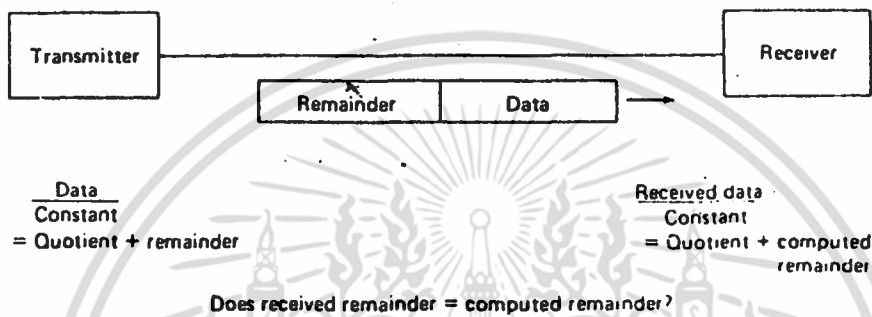 Transmitter
Receiver
Remainder
Data
Data
Constant
= Quotient + remainder
Received data
Constant
= Quotient + computed
remainder
Does received remainder = computed remainder?